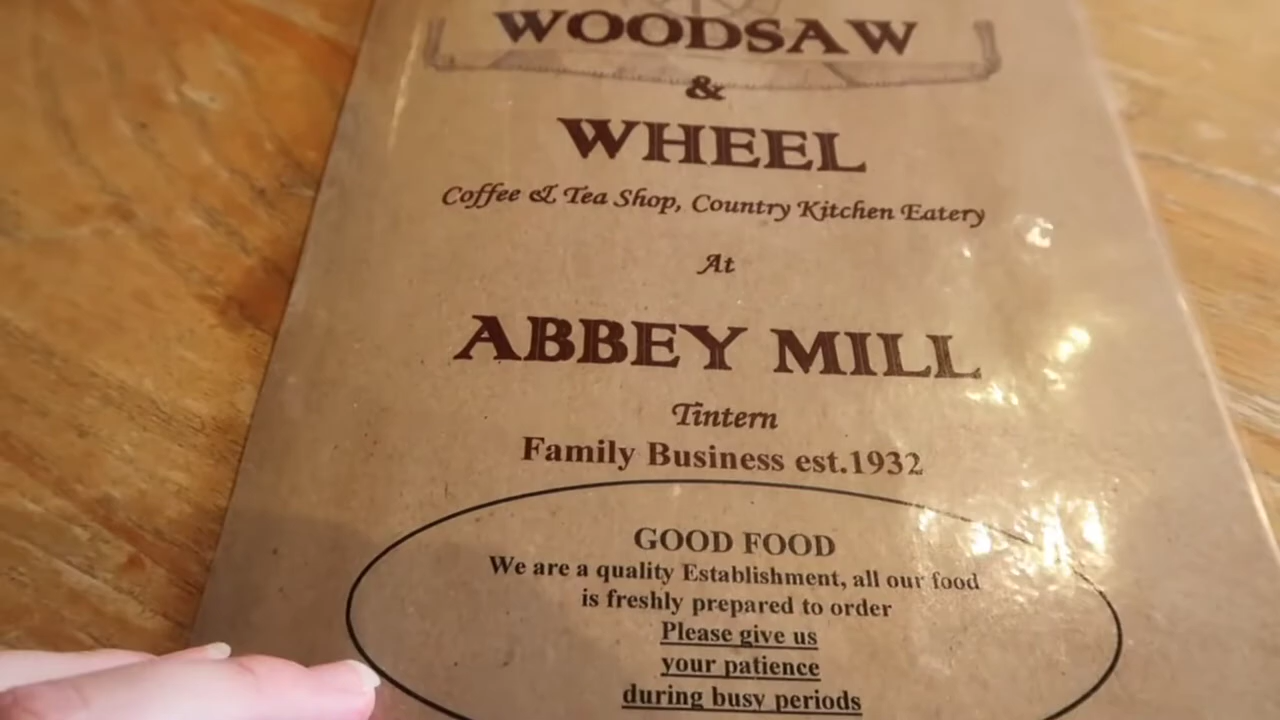 WOODSAW
&
WHEEL
Coffee & Tea Shop, Country Kitchen Eatery
At
ABBEY MILL
Tintern
Family Business est.1932
GOOD FOOD
We are a quality Establishment, all our food
is freshly prepared to order
Please give us
your patience
during busy periods